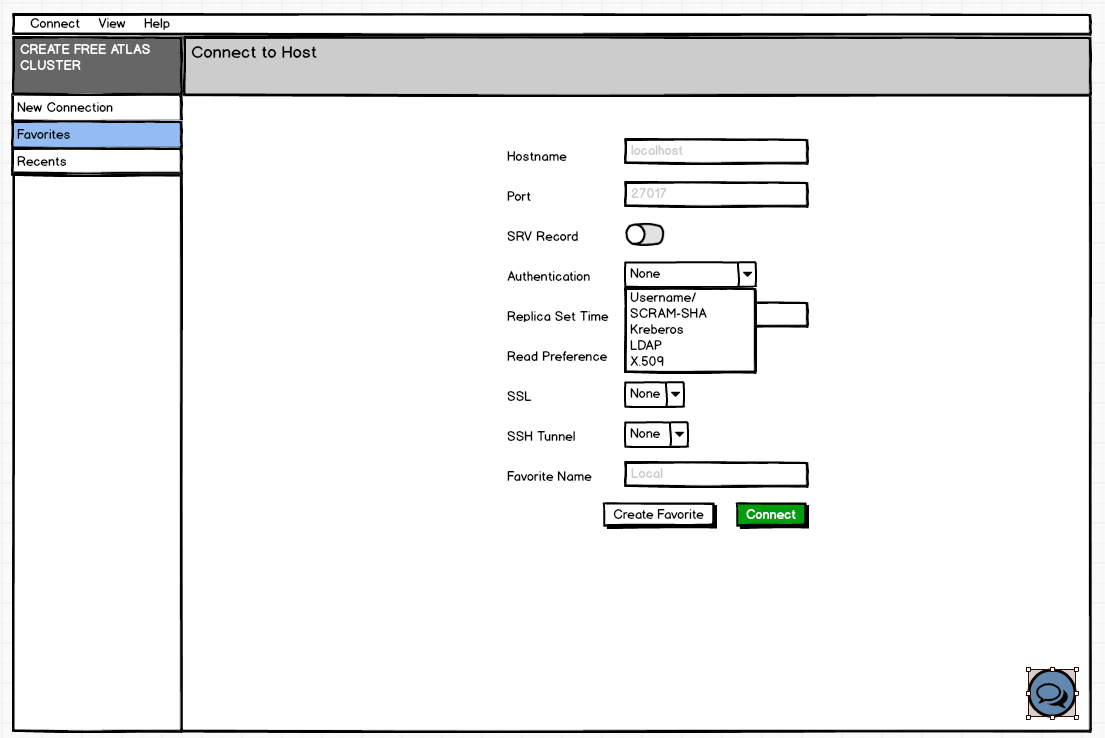 Connect View Help
CREATE FREE ATLAS
CLUSTER
Connect to Host
New Connection
Favorites
Recents
Hostname localhost
Port 27017
SRV Record
Authentication None
Username/
SCRAM-SHA
Kreberos
LDAP
X.509
Replica Set Time
Read Preference
SSL None
SSH Tunnel None
Favorite Name Local
Create Favorite Connect